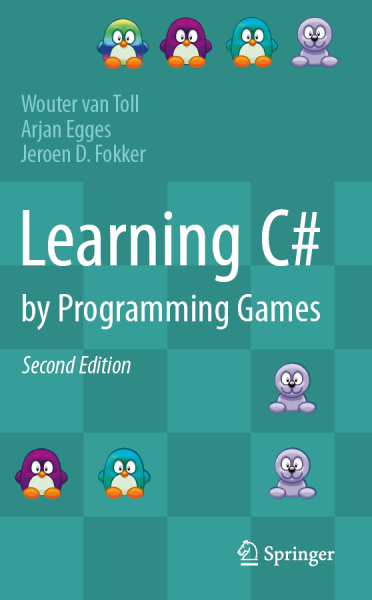 Wouter van Toll
Arjan Egges
Jeroen D. Fokker
Learning C#
by Programming Games
Second Edition
Springer